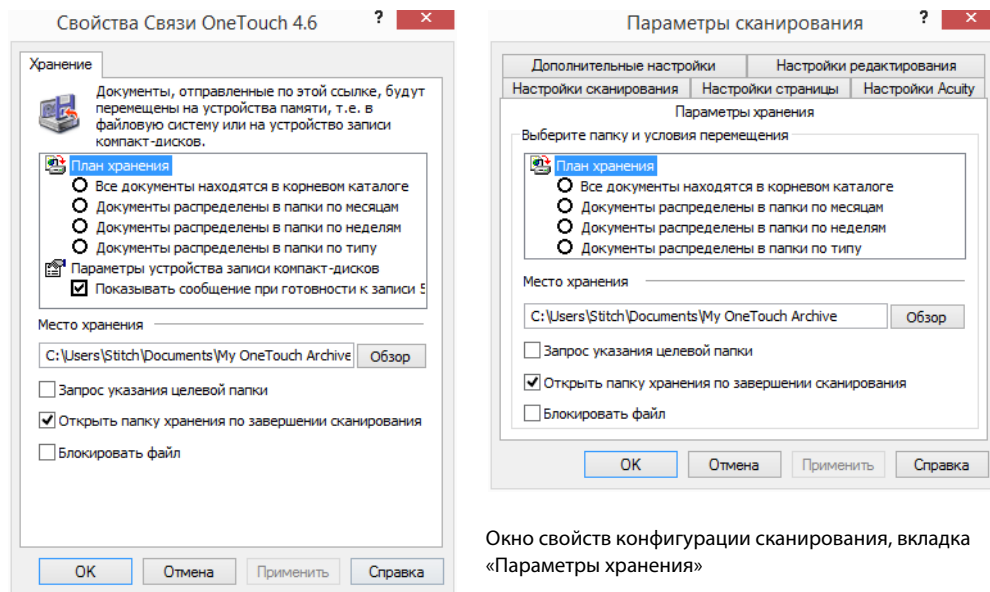 Свойства Связи OneTouch 4.6
?
×
Хранение
Документы, отправленные по этой ссылке, будут
перемещены на устройства памяти, т.е. в
файловую систему или на устройство записи
компакт-дисков.
План хранения
Все документы находятся в корневом каталоге
Документы распределены в папки по месяцам
Документы распределены в папки по неделям
Документы распределены в папки по типу
Параметры устройства записи компакт-дисков
Показывать сообщение при готовности к записи
Место хранения
C:\Users\Stitch\Documents\My OneTouch Archive
Обзор
Запрос указания целевой папки
Открыть папку хранения по завершении сканирования
Блокировать файл
OK
Отмена
Применить
Справка
Параметры сканирования
?
×
Дополнительные настройки
Настройки редактирования
Настройки сканирования
Настройки страницы
Настройки Acuity
Параметры хранения
Выберите папку и условия перемещения
План хранения
Все документы находятся в корневом каталоге
Документы распределены в папки по месяцам
Документы распределены в папки по неделям
Документы распределены в папки по типу
Место хранения
C:\Users\Stitch\Documents\My OneTouch Archive
Обзор
Запрос указания целевой папки
Открыть папку хранения по завершении сканирования
Блокировать файл
OK
Отмена
Применить
Справка
Окно свойств конфигурации сканирования, вкладка
«Параметры хранения»